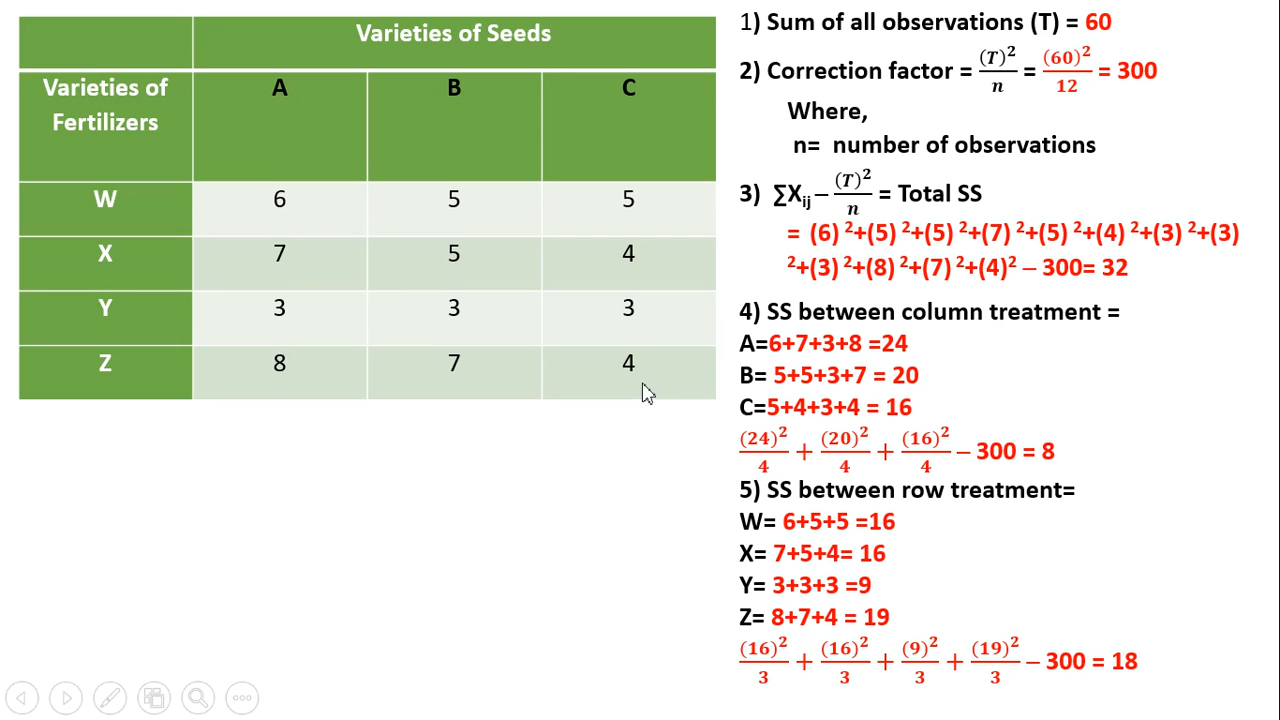 Varieties of Seeds
Varieties of Fertilizers A B C
W 6 5 5
X 7 5 4
Y 3 3 3
Z 8 7 4
1) Sum of all observations (T) = 60
2) Correction factor = (T)²/n = (60)²/12 = 300
Where,
n= number of observations
3) ∑Xij – (T)²/n = Total SS
= (6) ²+(5) ²+(5) ²+(7) ²+(5) ²+(4) ²+(3) ²+(3)
²+(3) ²+(8) ²+(7) ²+(4)² – 300= 32
4) SS between column treatment =
A=6+7+3+8 =24
B= 5+5+3+7 = 20
C=5+4+3+4 = 16
(24)²/4 + (20)²/4 + (16)²/4 – 300 = 8
5) SS between row treatment=
W= 6+5+5 =16
X= 7+5+4= 16
Y= 3+3+3 =9
Z= 8+7+4 = 19
(16)²/3 + (16)²/3 + (9)²/3 + (19)²/3 – 300 = 18